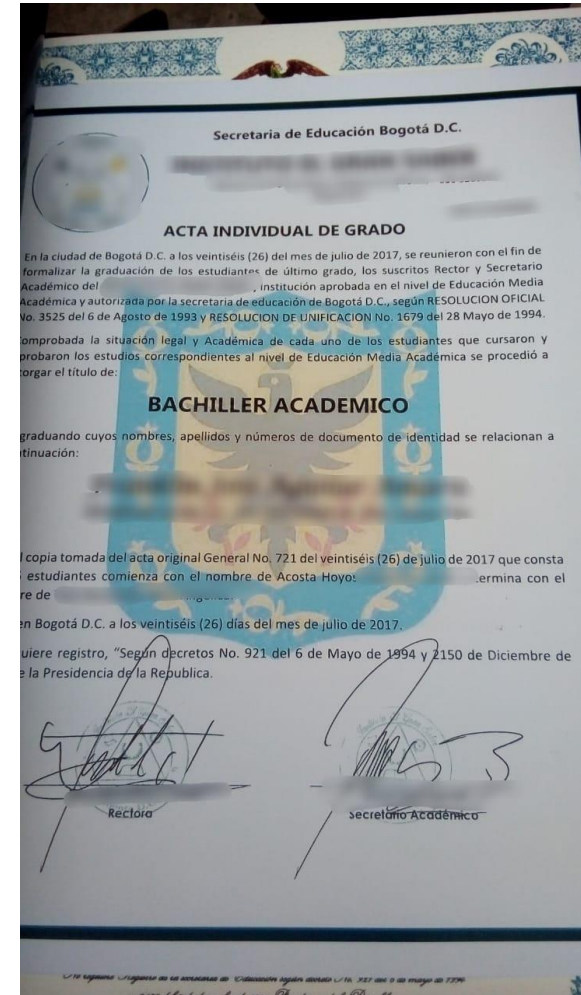 Secretaria de Educación Bogotá D.C.
ACTA INDIVIDUAL DE GRADO
En la ciudad de Bogotá D.C. a los veintiséis (26) del mes de julio de 2017, se reunieron con el fin de
formalizar la graduación de los estudiantes de último grado, los suscritos Rector y Secretario
Académico del , institución aprobada en el nivel de Educación Media
Académica y autorizada por la secretaria de educación de Bogotá D.C., según RESOLUCION OFICIAL
No. 3525 del 6 de Agosto de 1993 y RESOLUCION DE UNIFICACION No. 1679 del 28 Mayo de 1994.
omprobada la situación legal y Académica de cada uno de los estudiantes que cursaron y
probaron los estudios correspondientes al nivel de Educación Media Académica se procedió a
torgar el título de:
BACHILLER ACADEMICO
graduando cuyos nombres, apellidos y números de documento de identidad se relacionan a
ntinuación:
l copia tomada del acta original General No. 721 del veintiséis (26) de julio de 2017 que consta
estudiantes comienza con el nombre de Acosta Hoyos termina con el
re de
en Bogotá D.C. a los veintiséis (26) días del mes de julio de 2017.
uiere registro, "Según decretos No. 921 del 6 de Mayo de 1994 y 2150 de Diciembre de
e la Presidencia de la Republica.
Rectora
Secretario Académico